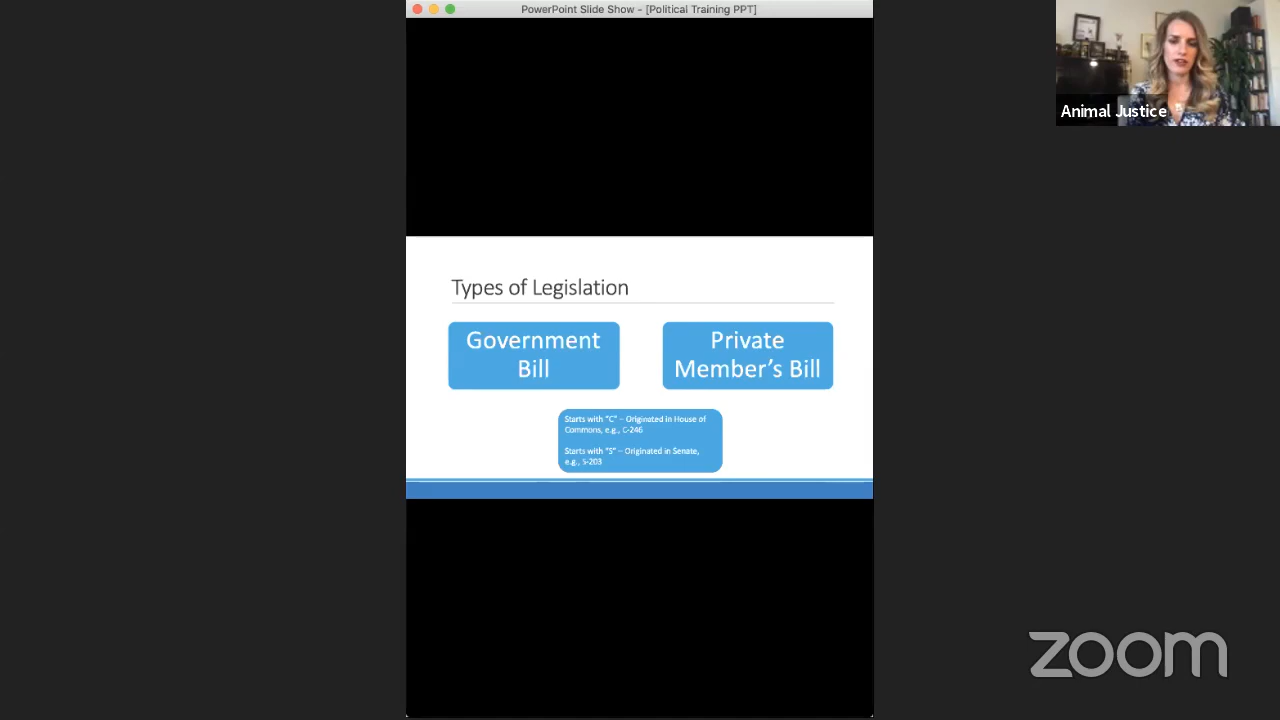 PowerPoint Slide Show - [Political Training PPT]
Animal Justice
Types of Legislation
Government
Bill
Private
Member's Bill
Starts with "C" – Originated in House of
Commons, e.g., C-246
Starts with "S" – Originated in Senate,
e.g., S-203
zoom